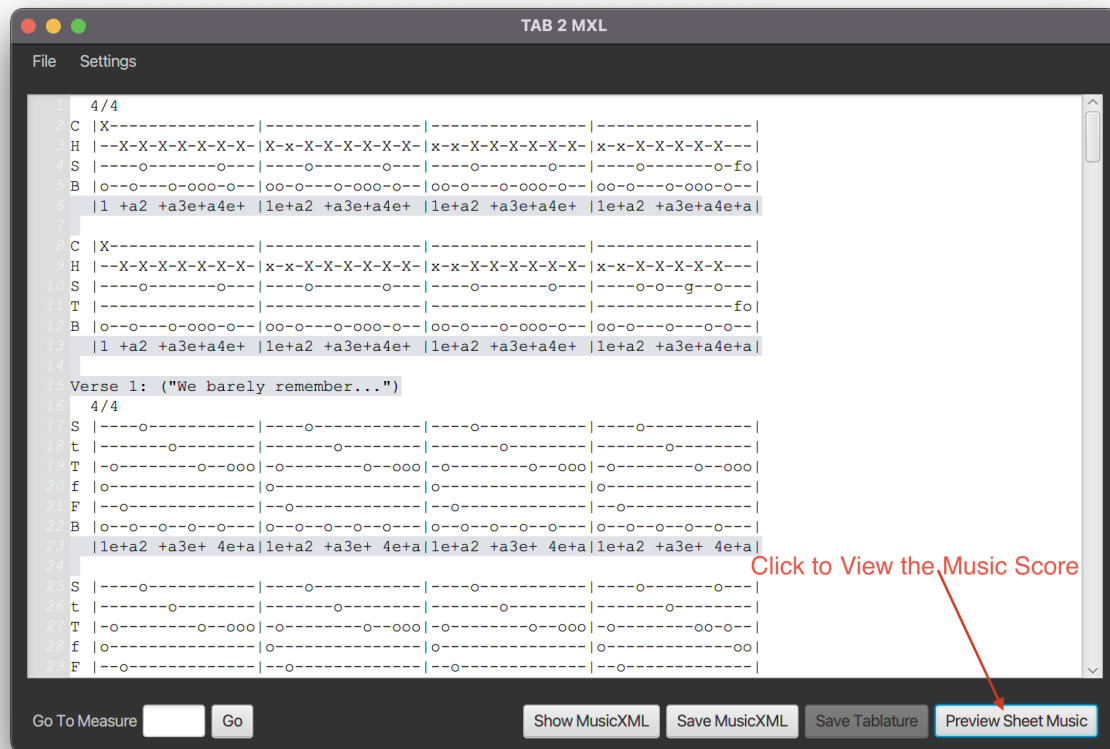 TAB 2 MXL
File Settings
1 4/4
2 C |X---------------|----------------|----------------|----------------|
3 H |--X-X-X-X-X-X-X-|X-x-X-X-X-X-X-X-|x-x-X-X-X-X-X-X-|x-x-X-X-X-X-X---|
4 S |----o-------o---|----o-------o---|----o-------o---|----o-------o-fo|
5 B |o--o---o-ooo-o--|oo-o---o-ooo-o--|oo-o---o-ooo-o--|oo-o---o-ooo-o--|
6 |1 +a2 +a3e+a4e+ |1e+a2 +a3e+a4e+ |1e+a2 +a3e+a4e+ |1e+a2 +a3e+a4e+a|
7
8 C |X---------------|----------------|----------------|----------------|
9 H |--X-X-X-X-X-X-X-|x-x-X-X-X-X-X-X-|x-x-X-X-X-X-X-X-|x-x-X-X-X-X-X---|
10 S |----o-------o---|----o-------o---|----o-------o---|----o-o--g--o---|
11 T |----------------|----------------|----------------|--------------fo|
12 B |o--o---o-ooo-o--|oo-o---o-ooo-o--|oo-o---o-ooo-o--|oo-o---o---o-o--|
13 |1 +a2 +a3e+a4e+ |1e+a2 +a3e+a4e+ |1e+a2 +a3e+a4e+ |1e+a2 +a3e+a4e+a|
14
15 Verse 1: ("We barely remember...")
16 4/4
17 S |----o-----------|----o-----------|----o-----------|----o-----------|
18 t |-------o--------|-------o--------|-------o--------|-------o--------|
19 T |-o--------o--ooo|-o--------o--ooo|-o--------o--ooo|-o--------o--ooo|
20 f |o---------------|o---------------|o---------------|o---------------|
21 F |--o-------------|--o-------------|--o-------------|--o-------------|
22 B |o--o--o--o--o---|o--o--o--o--o---|o--o--o--o--o---|o--o--o--o--o---|
23 |1e+a2 +a3e+ 4e+a|1e+a2 +a3e+ 4e+a|1e+a2 +a3e+ 4e+a|1e+a2 +a3e+ 4e+a|
24
Click to View the Music Score
25 S |----o-----------|----o-----------|----o-----------|----o-------o---|
26 t |-------o--------|-------o--------|-------o--------|-------o--------|
27 T |-o--------o--ooo|-o--------o--ooo|-o--------o--ooo|-o--------oo-o--|
28 f |o---------------|o---------------|o---------------|o-------------oo|
29 F |--o-------------|--o-------------|--o-------------|--o-------------|
Go To Measure Go Show MusicXML Save MusicXML Save Tablature Preview Sheet Music